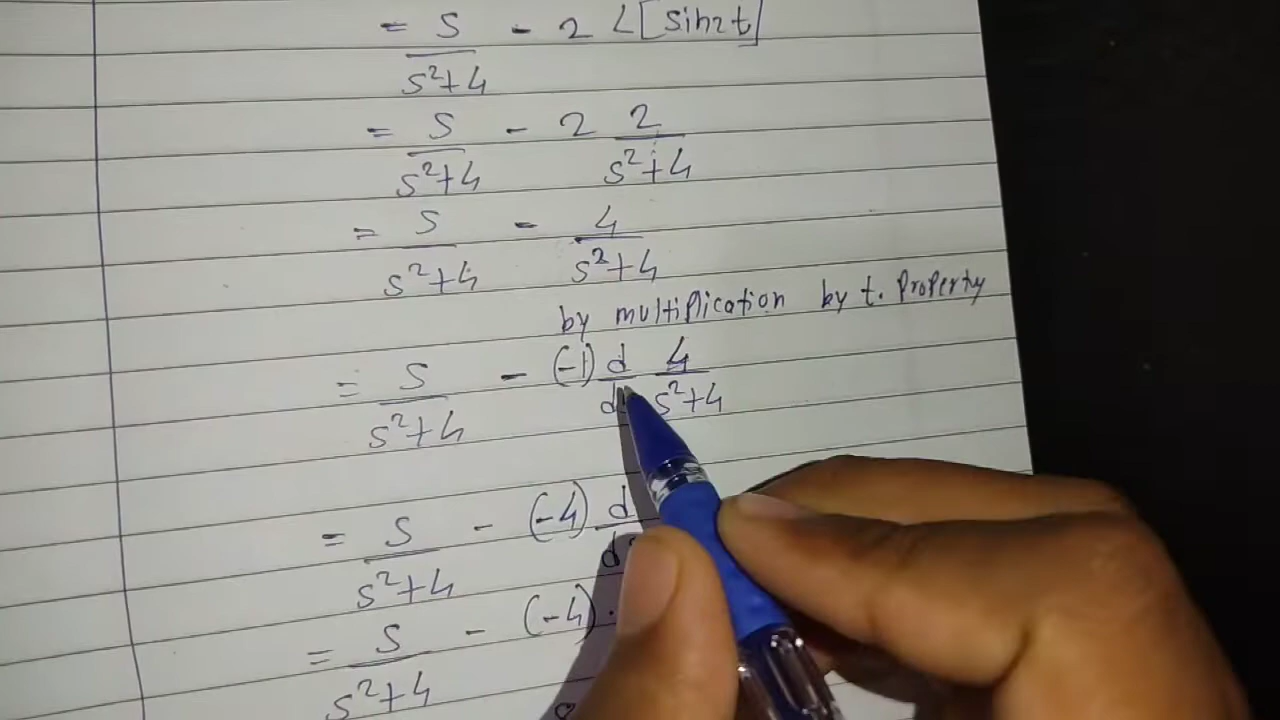 = s/(s²+4) - 2 L[sin2t]
= s/(s²+4) - 2 2/(s²+4)
= s/(s²+4) - 4/(s²+4)
by multiplication by t. Property
= s/(s²+4) - (-1) d/ds 4/(s²+4)
= s/(s²+4) - (-4) d/ds
= s/(s²+4) - (-4) .